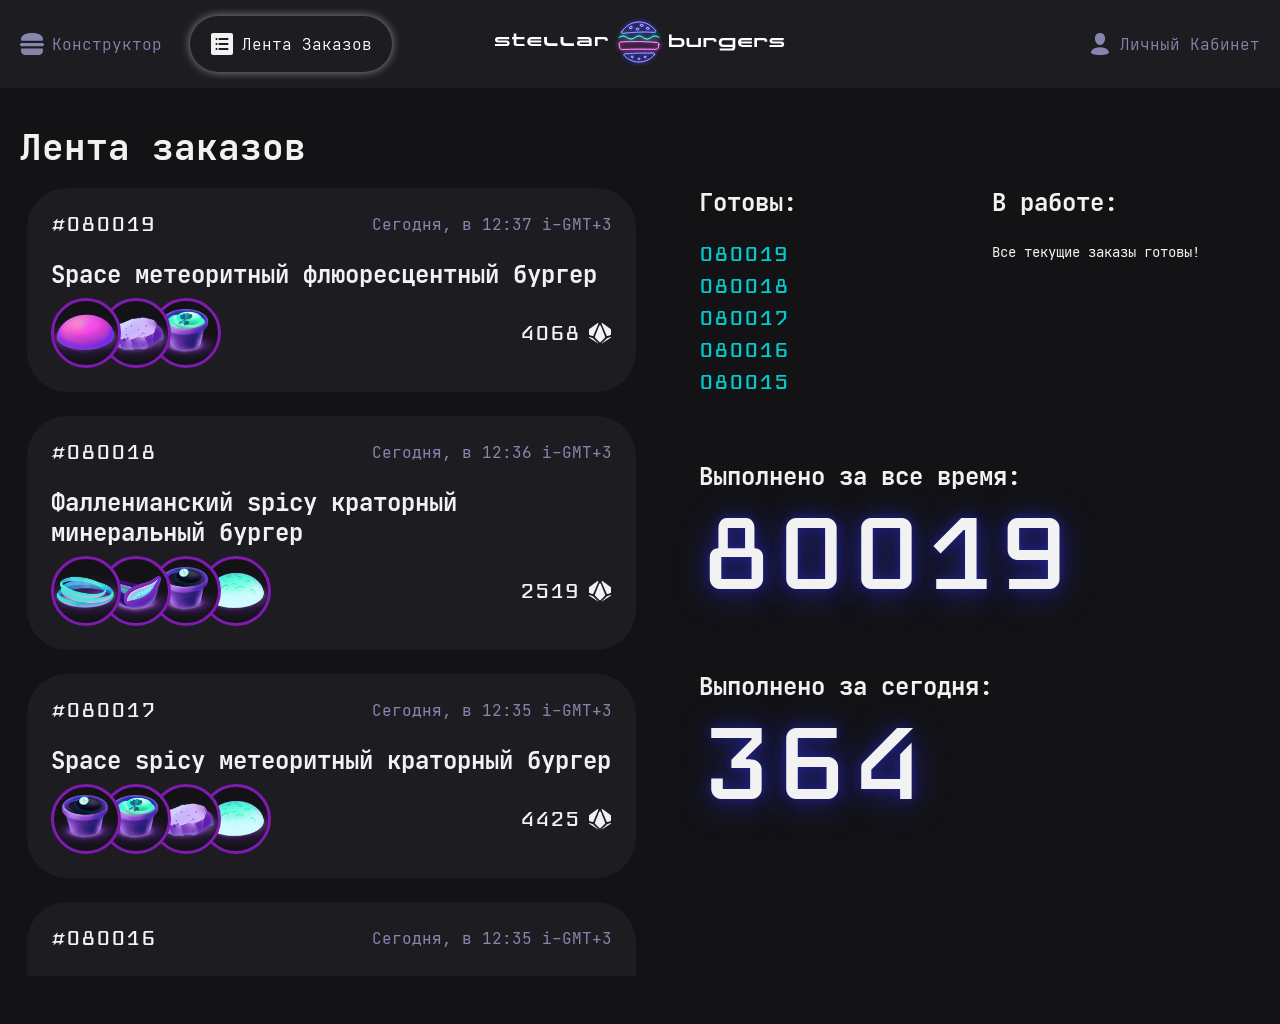 Конструктор
Лента Заказов
stellar burgers
Личный Кабинет
Лента заказов
#080019
Сегодня, в 12:37 i-GMT+3
Space метеоритный флюоресцентный бургер
4068
#080018
Сегодня, в 12:36 i-GMT+3
Фалленианский spicy краторный
минеральный бургер
2519
#080017
Сегодня, в 12:35 i-GMT+3
Space spicy метеоритный краторный бургер
4425
#080016
Сегодня, в 12:35 i-GMT+3
Готовы:
080019
080018
080017
080016
080015
В работе:
Все текущие заказы готовы!
Выполнено за все время:
80019
Выполнено за сегодня:
364